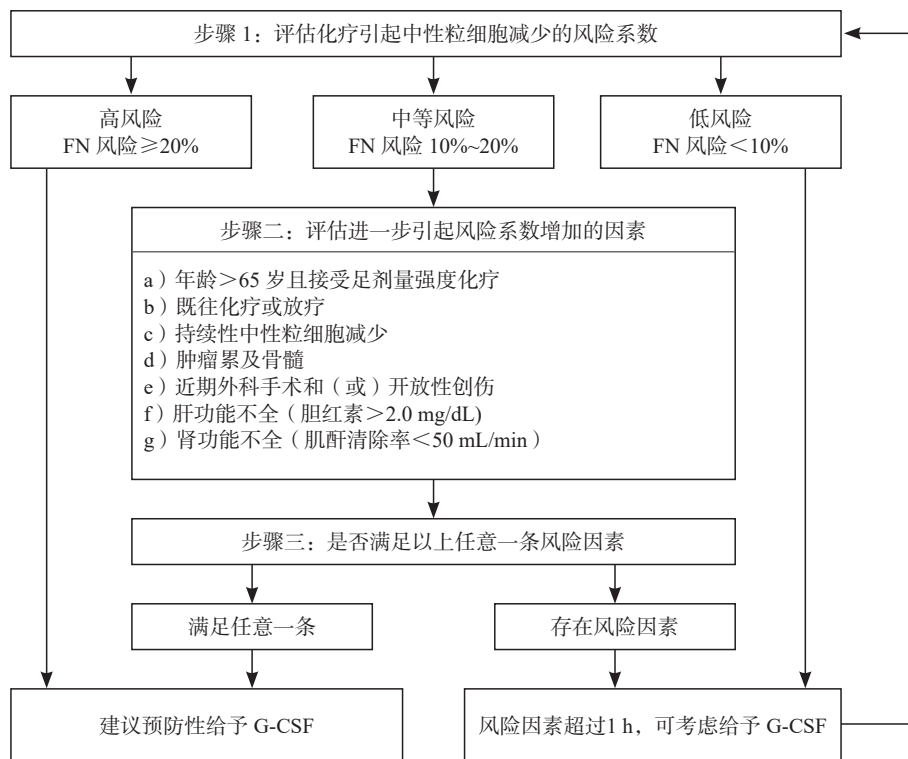 步骤 1：评估化疗引起中性粒细胞减少的风险系数
高风险
FN 风险≥20%
中等风险
FN 风险 10%~20%
低风险
FN 风险＜10%
步骤二：评估进一步引起风险系数增加的因素
a）年龄＞65 岁且接受足剂量强度化疗
b）既往化疗或放疗
c）持续性中性粒细胞减少
d）肿瘤累及骨髓
e）近期外科手术和（或）开放性创伤
f）肝功能不全（胆红素＞2.0 mg/dL)
g）肾功能不全（肌酐清除率＜50 mL/min）
步骤三：是否满足以上任意一条风险因素
满足任意一条
存在风险因素
建议预防性给予 G-CSF
风险因素超过1 h，可考虑给予 G-CSF